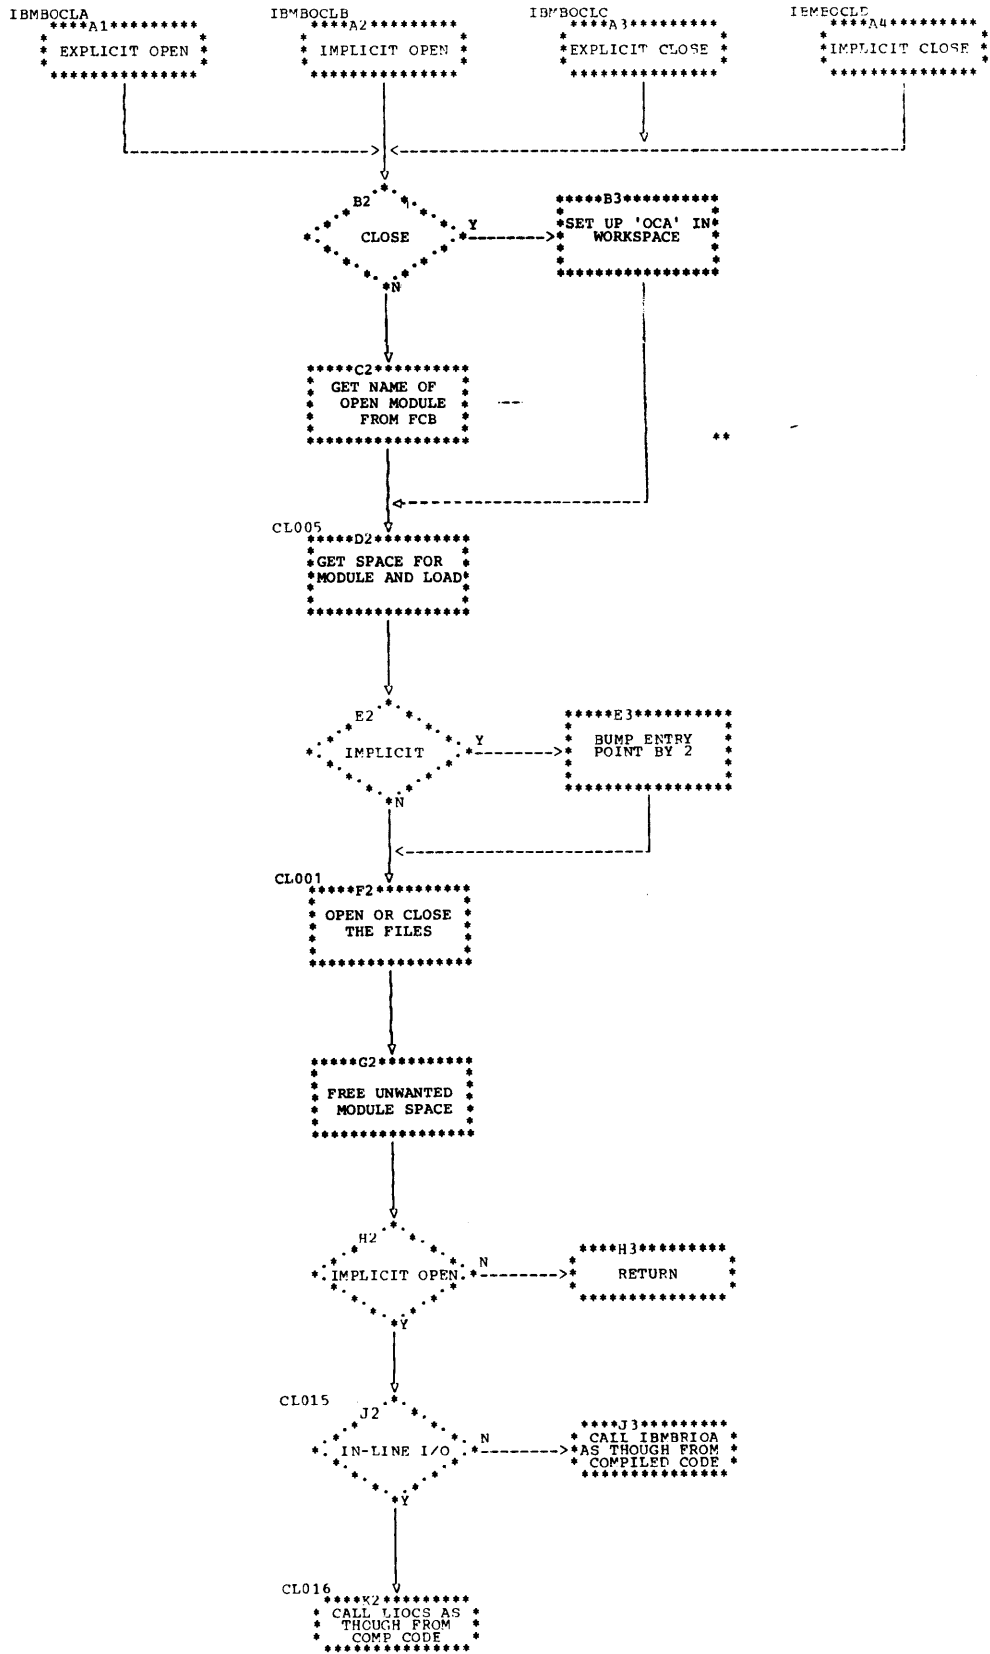 IBMBOCLA
IBMBOCLB
IBMBOCLC
A1
A2
A3
A4
EXPLICIT OPEN
IMPLICIT OPEN
EXPLICIT CLOSE
IMPLICIT CLOSE
B2
CLOSE
Y
N
B3
SET UP 'OCA' IN
WORKSPACE
C2
GET NAME OF
OPEN MODULE
FROM FCB
**
CL005
D2
GET SPACE FOR
MODULE AND LOAD
E2
IMPLICIT
Y
N
E3
BUMP ENTRY
POINT BY 2
CL001
F2
OPEN OR CLOSE
THE FILES
G2
FREE UNWANTED
MODULE SPACE
H2
IMPLICIT OPEN
N
Y
H3
RETURN
CL015
J2
IN-LINE I/O
N
Y
J3
CALL IBMBRIOA
AS THOUGH FROM
COMPILED CODE
CL016
K2
CALL LIOCS AS
THOUGH FROM
COMP CODE